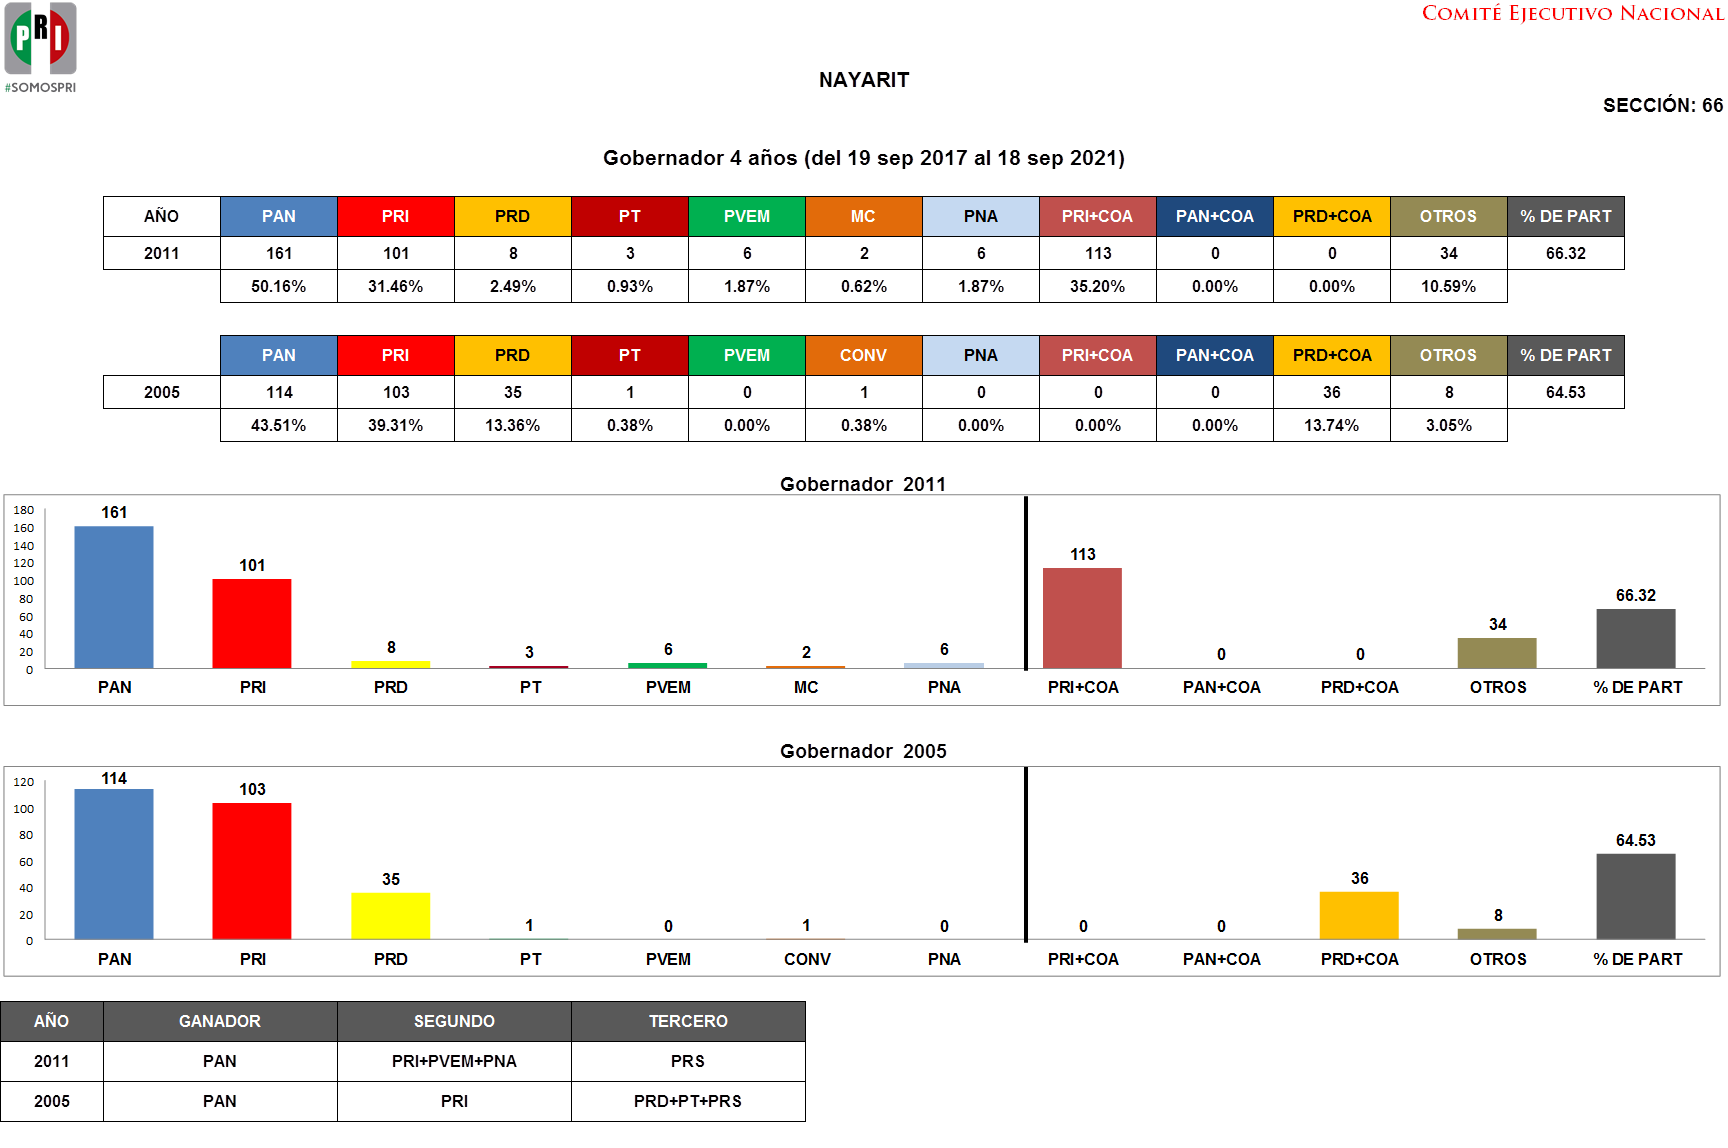 PRI
#SOMOSPRI
COMITÉ EJECUTIVO NACIONAL
NAYARIT
SECCIÓN: 66
Gobernador 4 años (del 19 sep 2017 al 18 sep 2021)
AÑO PAN PRI PRD PT PVEM MC PNA PRI+COA PAN+COA PRD+COA OTROS % DE PART
2011 161 101 8 3 6 2 6 113 0 0 34 66.32
50.16% 31.46% 2.49% 0.93% 1.87% 0.62% 1.87% 35.20% 0.00% 0.00% 10.59%
PAN PRI PRD PT PVEM CONV PNA PRI+COA PAN+COA PRD+COA OTROS % DE PART
2005 114 103 35 1 0 1 0 0 0 36 8 64.53
43.51% 39.31% 13.36% 0.38% 0.00% 0.38% 0.00% 0.00% 0.00% 13.74% 3.05%
Gobernador 2011
180
160
140
120
100
80
60
40
20
0
161 101 8 3 6 2 6 113 0 0 34 66.32
PAN PRI PRD PT PVEM MC PNA PRI+COA PAN+COA PRD+COA OTROS % DE PART
Gobernador 2005
120
100
80
60
40
20
0
114 103 35 1 0 1 0 0 0 36 8 64.53
PAN PRI PRD PT PVEM CONV PNA PRI+COA PAN+COA PRD+COA OTROS % DE PART
AÑO GANADOR SEGUNDO TERCERO
2011 PAN PRI+PVEM+PNA PRS
2005 PAN PRI PRD+PT+PRS